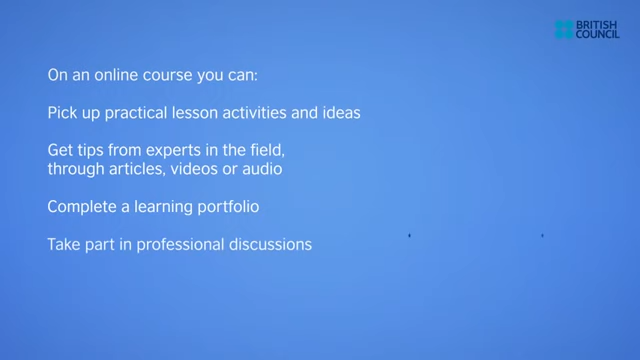 BRITISH
COUNCIL
On an online course you can:
Pick up practical lesson activities and ideas
Get tips from experts in the field,
through articles, videos or audio
Complete a learning portfolio
Take part in professional discussions